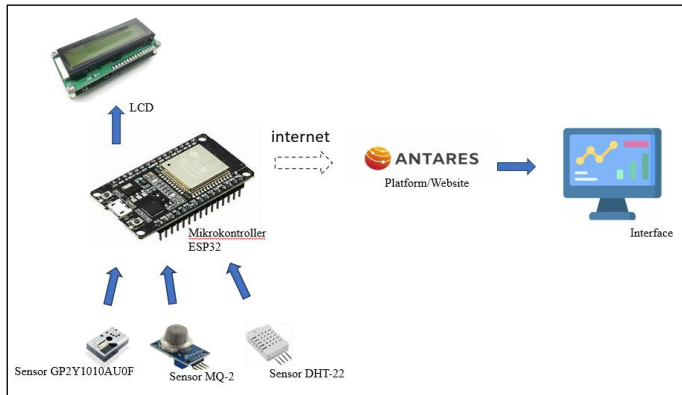 LCD
internet
ANTARES
Platform/Website
Mikrokontroller
ESP32
Interface
Sensor GP2Y1010AU0F
Sensor MQ-2
Sensor DHT-22